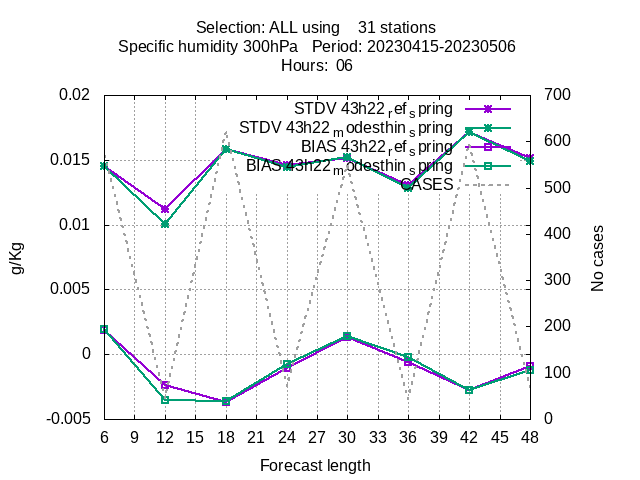 Selection: ALL using 31 stations
Specific humidity 300hPa Period: 20230415-20230506
Hours: 06
STDV 43h22_ref_spring
STDV 43h22_modesthin_spring
BIAS 43h22_ref_spring
BIAS 43h22_modesthin_spring
CASES
0.02
0.015
0.01
0.005
0
-0.005
g/Kg
700
600
500
400
300
200
100
0
No cases
6 9 12 15 18 21 24 27 30 33 36 39 42 45 48
Forecast length